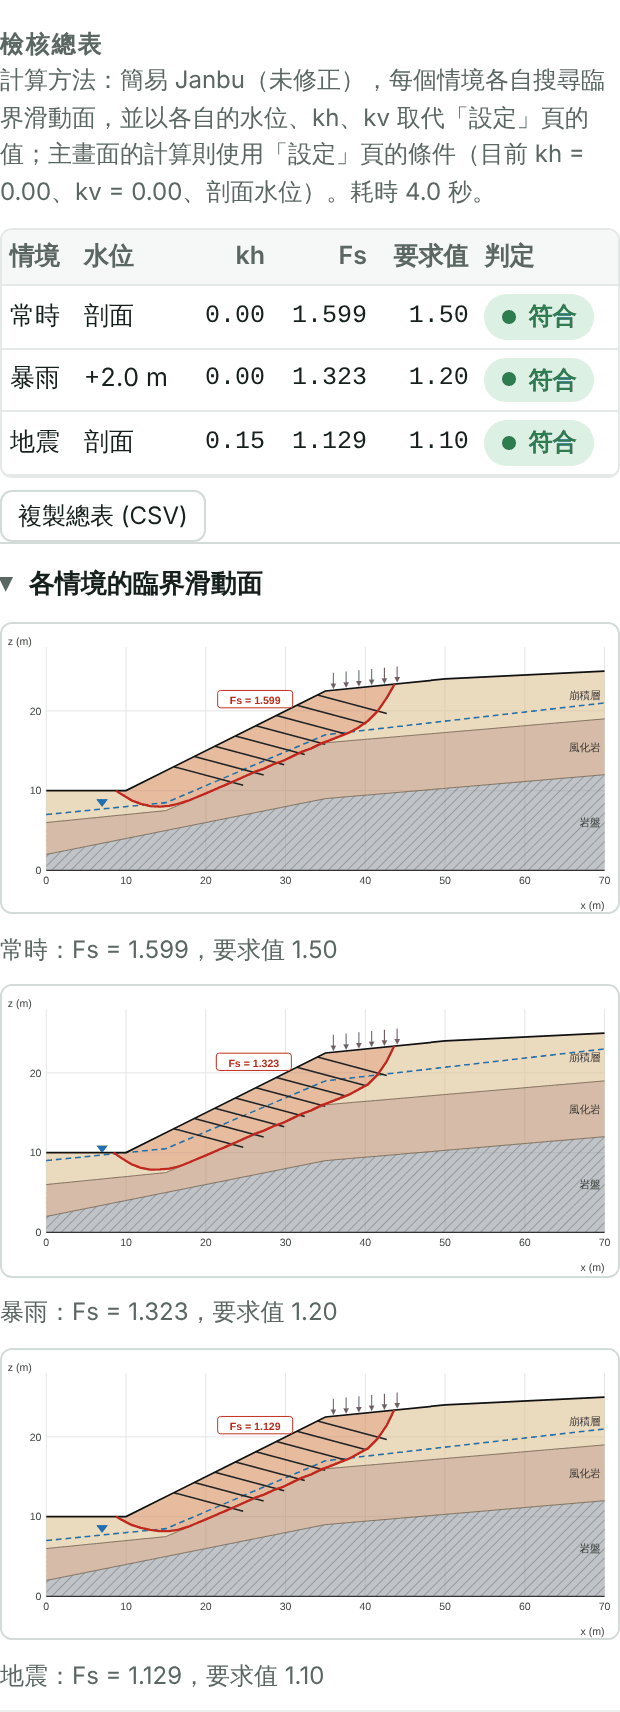 檢核總表
計算方法：簡易 Janbu（未修正），每個情境各自搜尋臨
界滑動面，並以各自的水位、kh、kv 取代「設定」頁的
值；主畫面的計算則使用「設定」頁的條件（目前 kh =
0.00、kv = 0.00、剖面水位）。耗時 4.0 秒。
情境 水位 kh Fs 要求值 判定
常時 剖面 0.00 1.599 1.50 符合
暴雨 +2.0 m 0.00 1.323 1.20 符合
地震 剖面 0.15 1.129 1.10 符合
複製總表 (CSV)
▼ 各情境的臨界滑動面
z (m)
Fs = 1.599
崩積層
20
風化岩
10
岩盤
0
0 10 20 30 40 50 60 70
x (m)
常時：Fs = 1.599，要求值 1.50
z (m)
Fs = 1.323
崩積層
20
風化岩
10
岩盤
0
0 10 20 30 40 50 60 70
x (m)
暴雨：Fs = 1.323，要求值 1.20
z (m)
Fs = 1.129
崩積層
20
風化岩
10
岩盤
0
0 10 20 30 40 50 60 70
x (m)
地震：Fs = 1.129，要求值 1.10